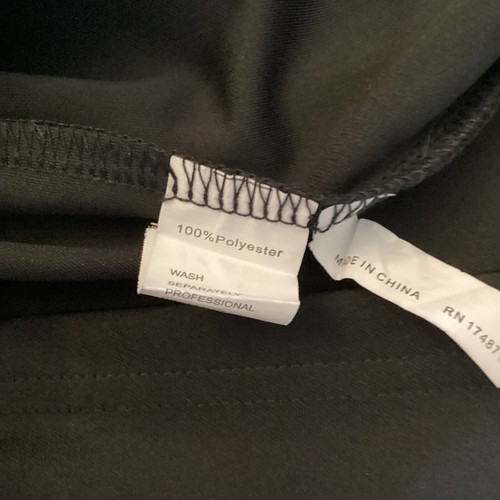 100%Polyester
WASH
SEPARATELY
PROFESSIONAL
MADE IN CHINA
RN 17487